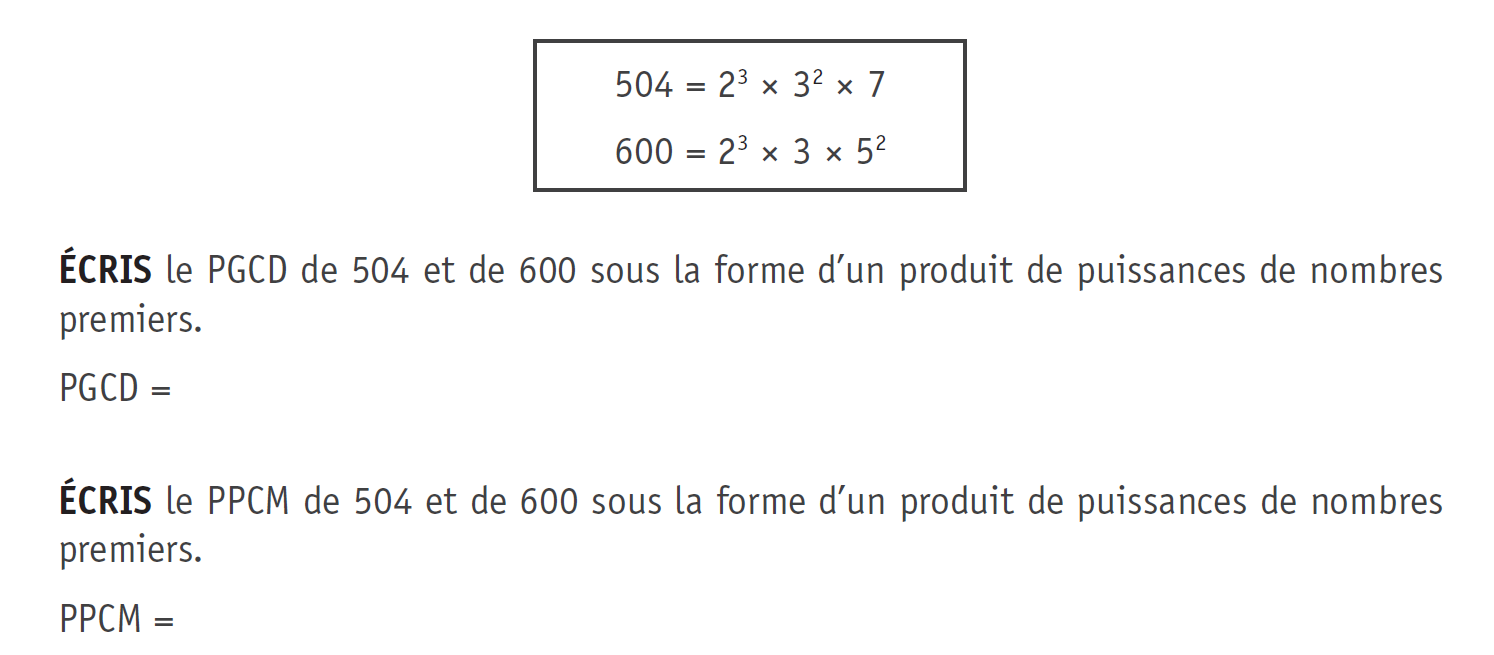 504 = 2³ × 3² × 7
600 = 2³ × 3 × 5²
ÉCRIS le PGCD de 504 et de 600 sous la forme d’un produit de puissances de nombres
premiers.
PGCD =
ÉCRIS le PPCM de 504 et de 600 sous la forme d’un produit de puissances de nombres
premiers.
PPCM =